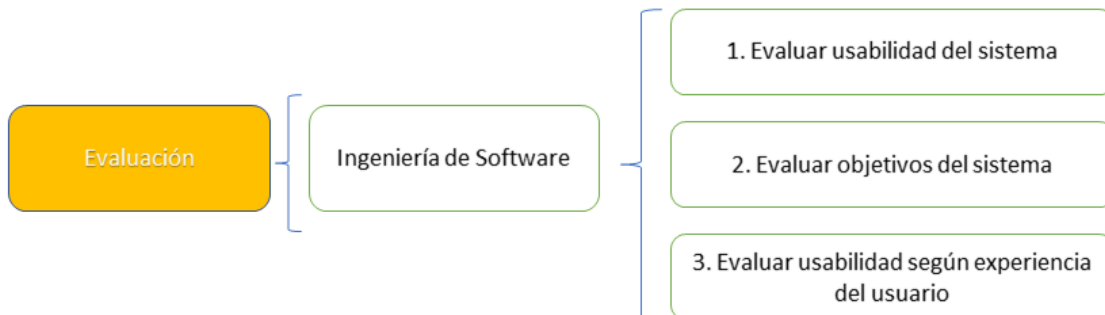 Evaluación
Ingeniería de Software
1. Evaluar usabilidad del sistema
2. Evaluar objetivos del sistema
3. Evaluar usabilidad según experiencia
del usuario